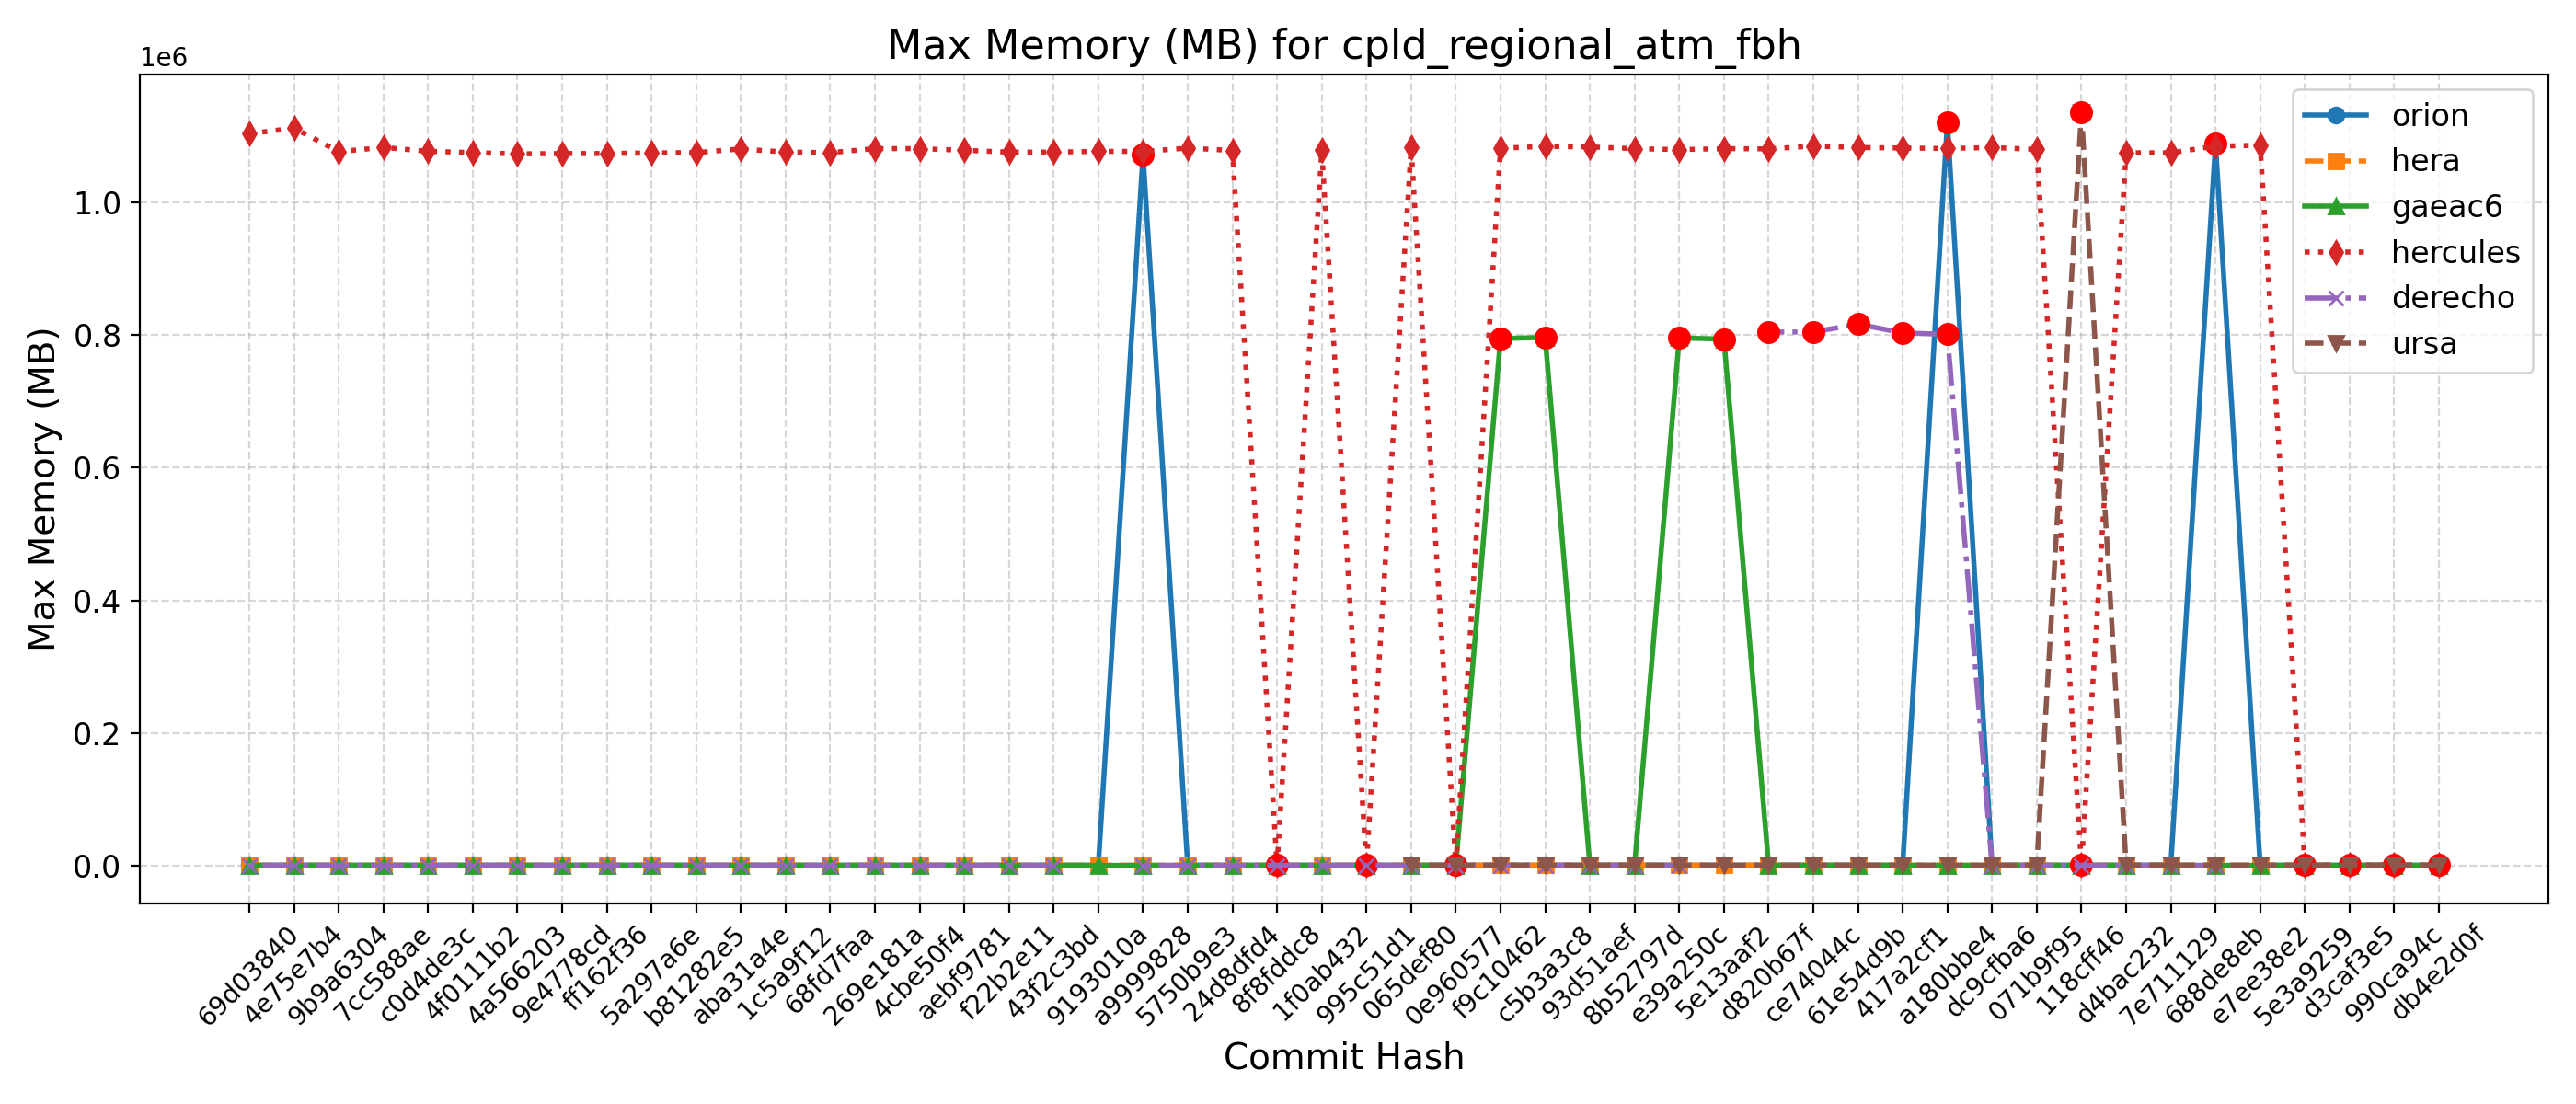 Max Memory (MB) for cpld_regional_atm_fbh
1e6
1.0
0.8
0.6
0.4
0.2
0.0
Max Memory (MB)
orion
hera
gaeac6
hercules
derecho
ursa
69d03840
4e75e7b4
9b9a6304
7cc588ae
c0d4de3c
4f0111b2
4a566203
9e4778cd
ff162f36
5a297a6e
b81282e5
aba31a4e
1c5a9f12
68fd7faa
269e181a
4cbe50f4
aebf9781
f22b2e11
43f2c3bd
9193010a
a9999828
5750b9e3
24d8dfd4
8f8fddc8
1f0ab432
995c51d1
065def80
0e960577
f9c10462
c5b3a3c8
93d51aef
8b52797d
e39a250c
5e13aaf2
d820b67f
ce74044c
61e54d9b
417a2cf1
a180bbe4
dc9cfba6
071b9f95
118cff46
d4bac232
7e711129
688de8eb
e7ee38e2
5e3a9259
d3caf3e5
990ca94c
db4e2d0f
Commit Hash